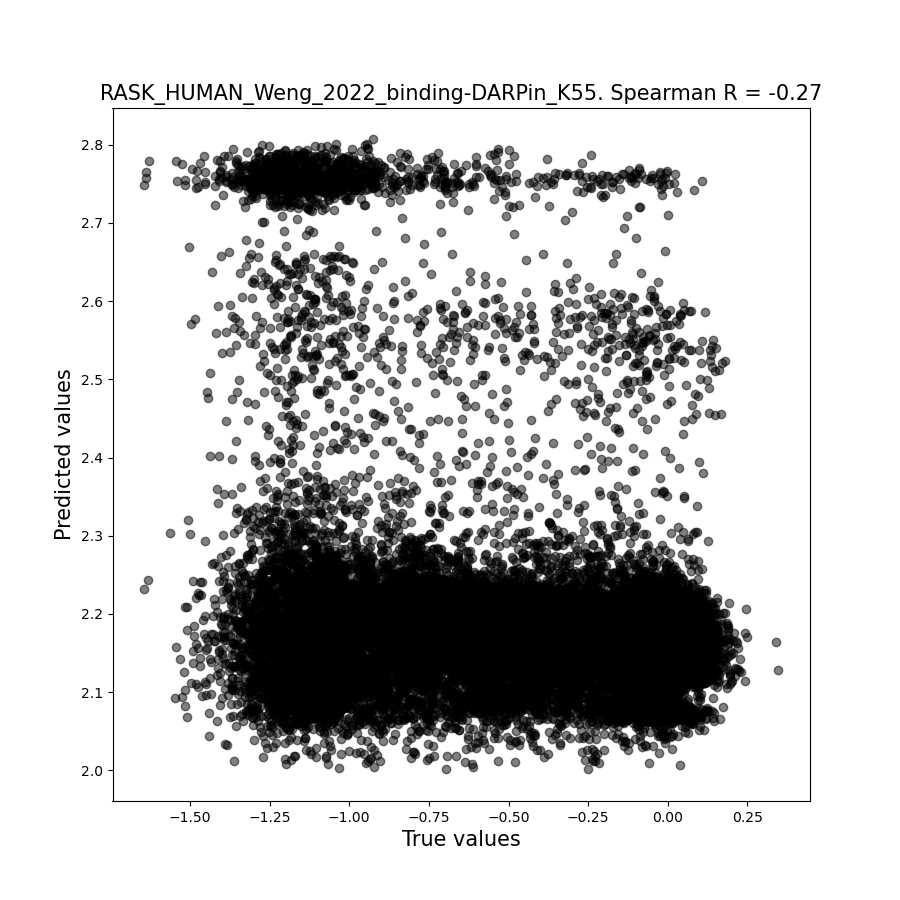 RASK_HUMAN_Weng_2022_binding-DARPin_K55. Spearman R = -0.27
Predicted values
2.8
2.7
2.6
2.5
2.4
2.3
2.2
2.1
2.0
−1.50 −1.25 −1.00 −0.75 −0.50 −0.25 0.00 0.25
True values